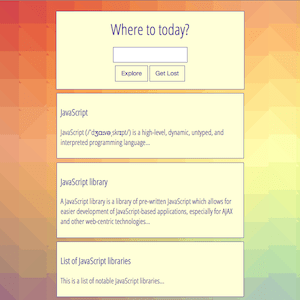 Where to today?
Explore
Get Lost
JavaScript
JavaScript (/ˈdʒɑːvəˌskrɪpt/) is a high-level, dynamic, untyped, and
interpreted programming language...
JavaScript library
A JavaScript library is a library of pre-written JavaScript which allows for
easier development of JavaScript-based applications, especially for AJAX
and other web-centric technologies...
List of JavaScript libraries
This is a list of notable JavaScript libraries...